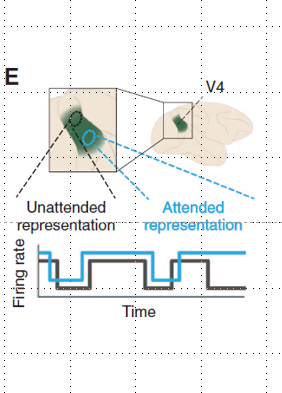 E
V4
Unattended
representation
Attended
representation
Firing rate
Time